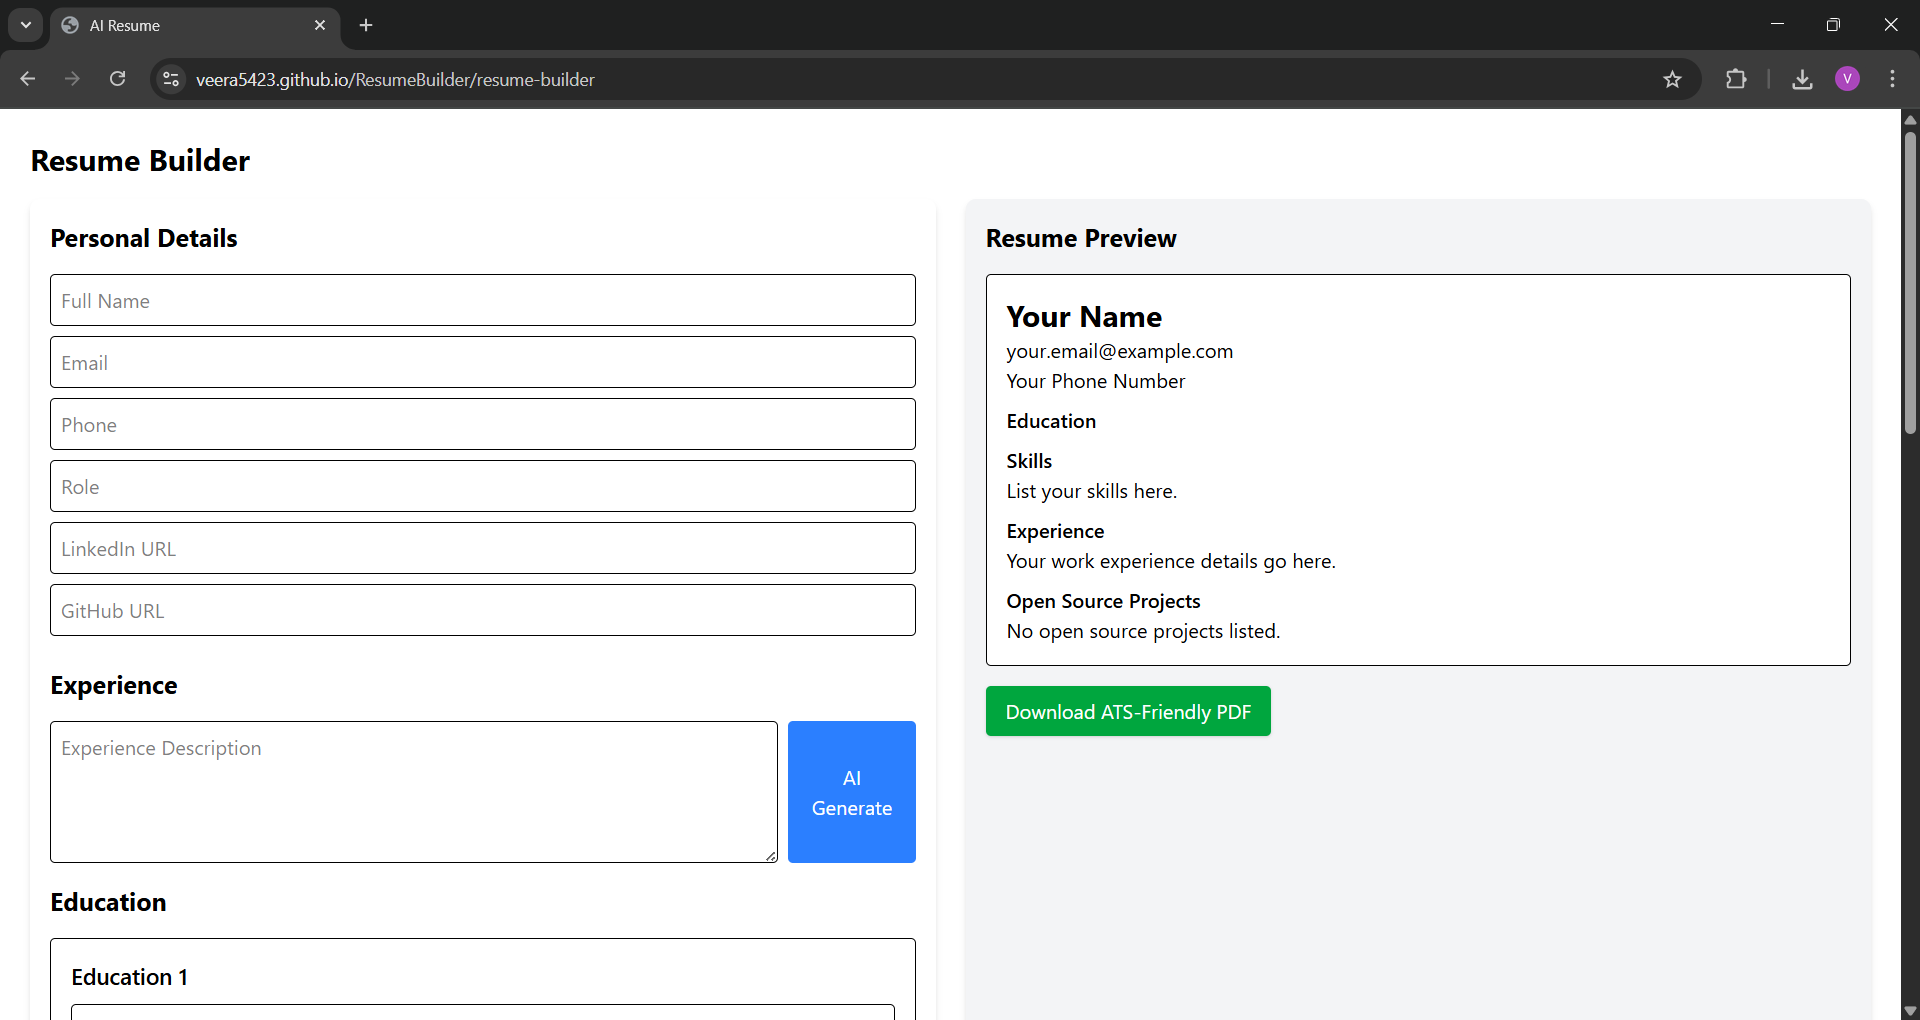 AI Resume
veera5423.github.io/ResumeBuilder/resume-builder
V
Resume Builder
Personal Details
Full Name
Email
Phone
Role
LinkedIn URL
GitHub URL
Experience
Experience Description
AI
Generate
Education
Education 1
Resume Preview
Your Name
your.email@example.com
Your Phone Number
Education
Skills
List your skills here.
Experience
Your work experience details go here.
Open Source Projects
No open source projects listed.
Download ATS-Friendly PDF